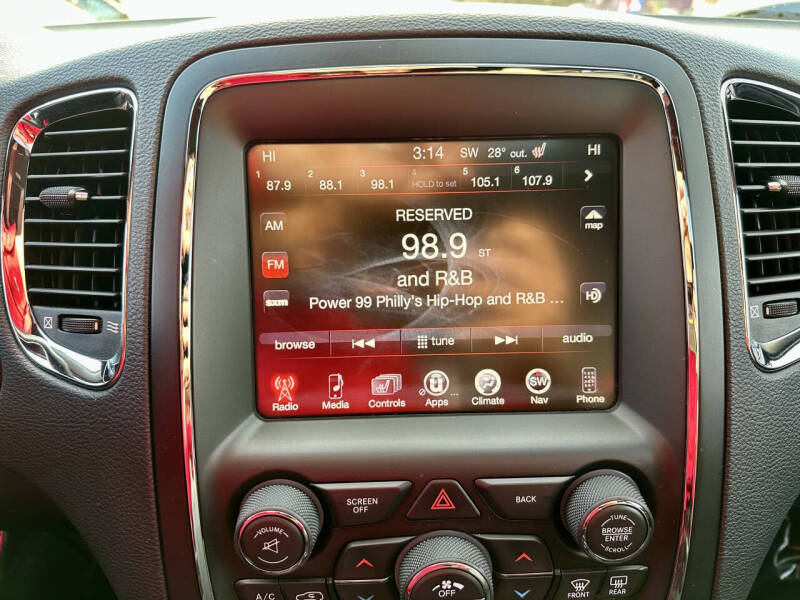 HI 3:14 SW 28° out. HI
1 87.9 2 88.1 3 98.1 4 HOLD to set 5 105.1 6 107.9
RESERVED
AM 98.9 ST map
FM and R&B
sxm Power 99 Philly's Hip-Hop and R&B ... HD
browse tune audio
Radio Media Controls Apps ... Climate SW Nav Phone
SCREEN OFF BACK
VOLUME TUNE
BROWSE
ENTER
SCROLL
A/C OFF FRONT REAR